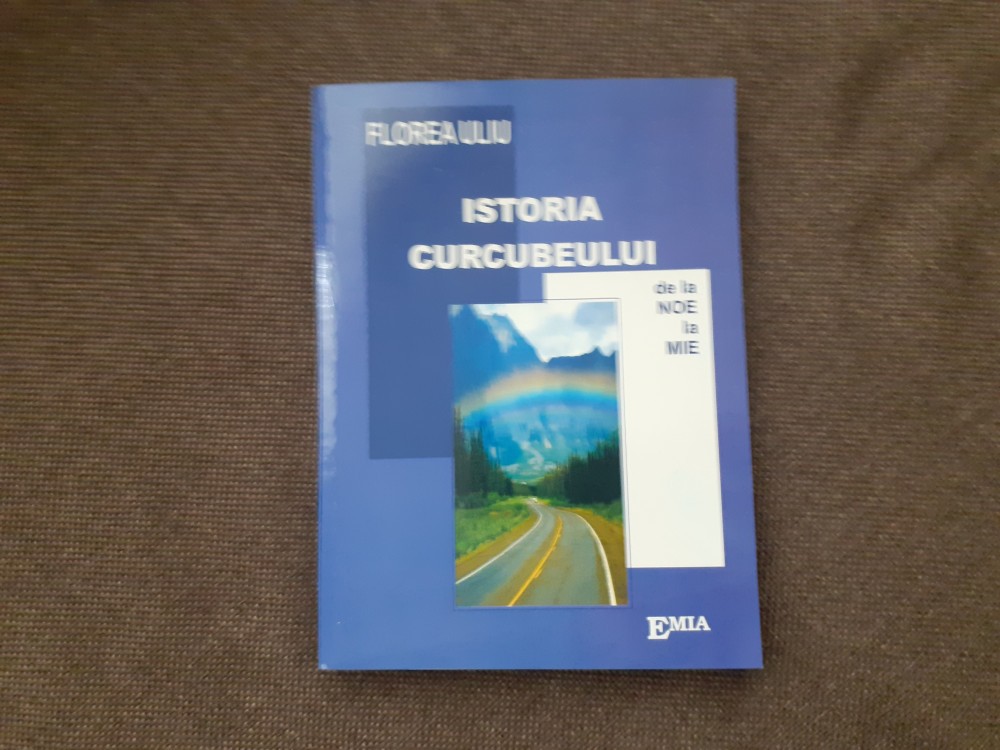 FLOREA ULIU
ISTORIA
CURCUBEULUI
de la
NOE
la
MIE
EMIA